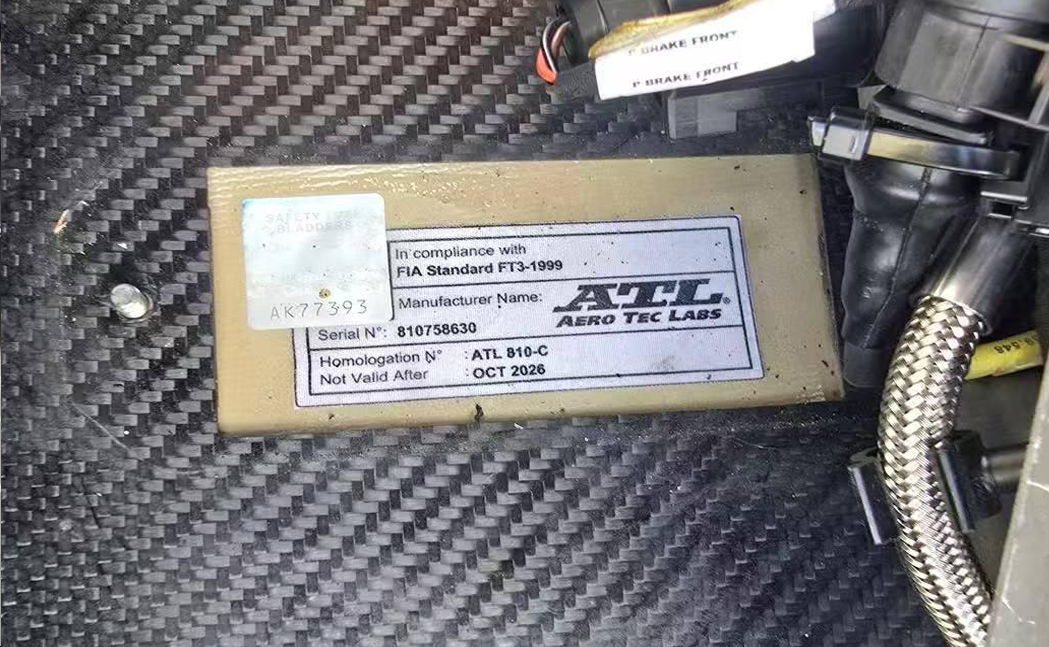 P BRAKE FRONT
P BRAKE FRONT
SAFETY
BLADDERS
AK77393
In compliance with
FIA Standard FT3-1999
Manufacturer Name:
ATL®
AERO TEC LABS
Serial N°: 810758630
Homologation N° : ATL 810-C
Not Valid After : OCT 2026